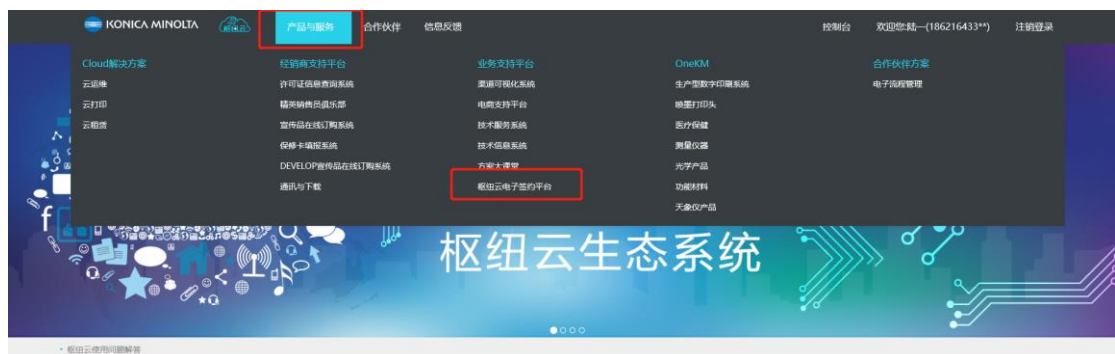 KONICA MINOLTA 枢纽云 产品与服务 合作伙伴 信息反馈 控制台 欢迎您:陆一(186216433**) 注销登录
Cloud解决方案 经销商支持平台 业务支持平台 OneKM 合作伙伴方案
云运维 许可证信息查询系统 渠道可视化系统 生产型数字印刷系统 电子流程管理
云打印 精英销售员俱乐部 电商支持平台 喷墨打印头
云租赁 宣传品在线订购系统 技术服务系统 医疗保健
保修卡填报系统 技术信息系统 测量仪器
DEVELOP宣传品在线订购系统 方案大课堂 光学产品
通讯与下载 枢纽云电子签约平台 功能材料
天象仪产品
枢纽云生态系统
• 枢纽云使用问题解答